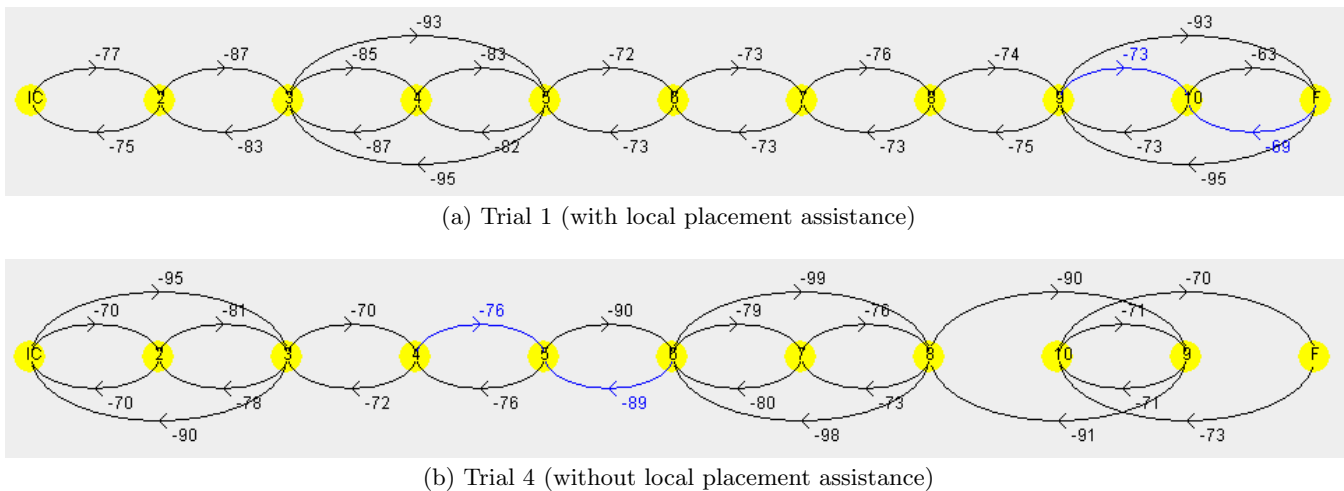 -93 -93
-77 -87 -85 -83 -72 -73 -76 -74 -73 -63
IC 2 3 4 5 6 7 8 9 10 F
-75 -83 -87 -82 -73 -73 -73 -75 -73 -69
-95 -95
(a) Trial 1 (with local placement assistance)
-95 -99 -90 -70
-70 -81 -70 -76 -90 -79 -76 -71
IC 2 3 4 5 6 7 8 10 9 F
-70 -78 -72 -76 -89 -80 -73 -71
-90 -98 -91 -73
(b) Trial 4 (without local placement assistance)